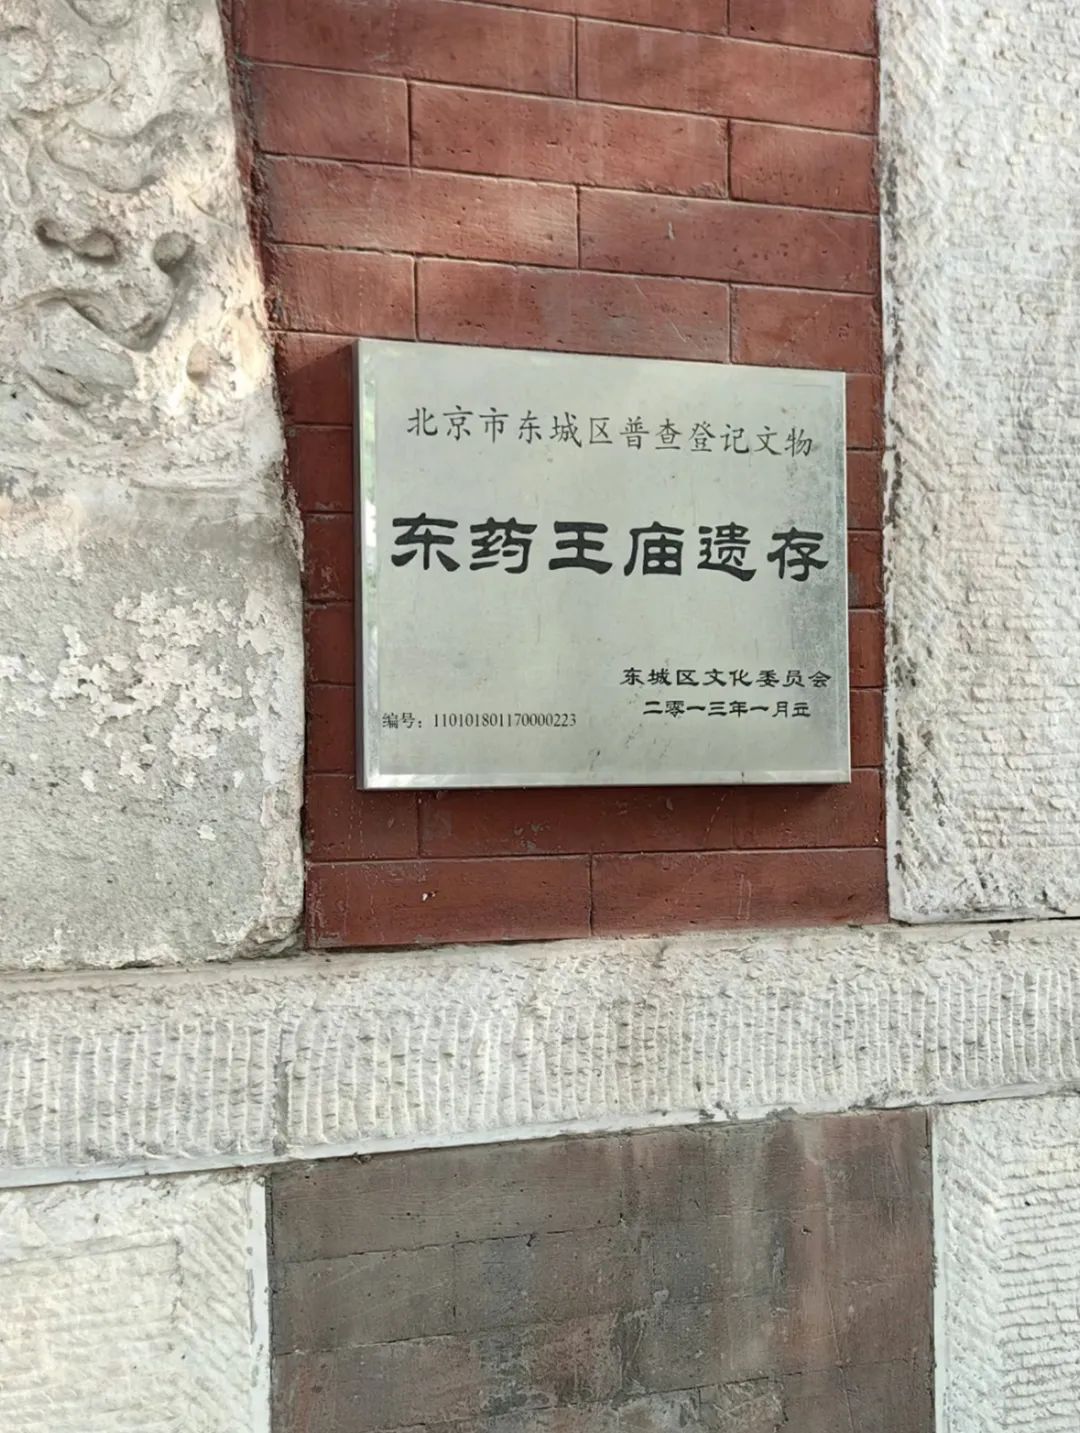 北京市东城区普查登记文物
东药王庙遗存
东城区文化委员会
二零一三年一月立
编号：110101801170000223